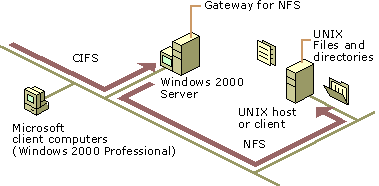 Gateway for NFS
UNIX
Files and
directories
CIFS
Windows 2000
Server
UNIX host
or client
Microsoft
client computers
(Windows 2000 Professional)
NFS